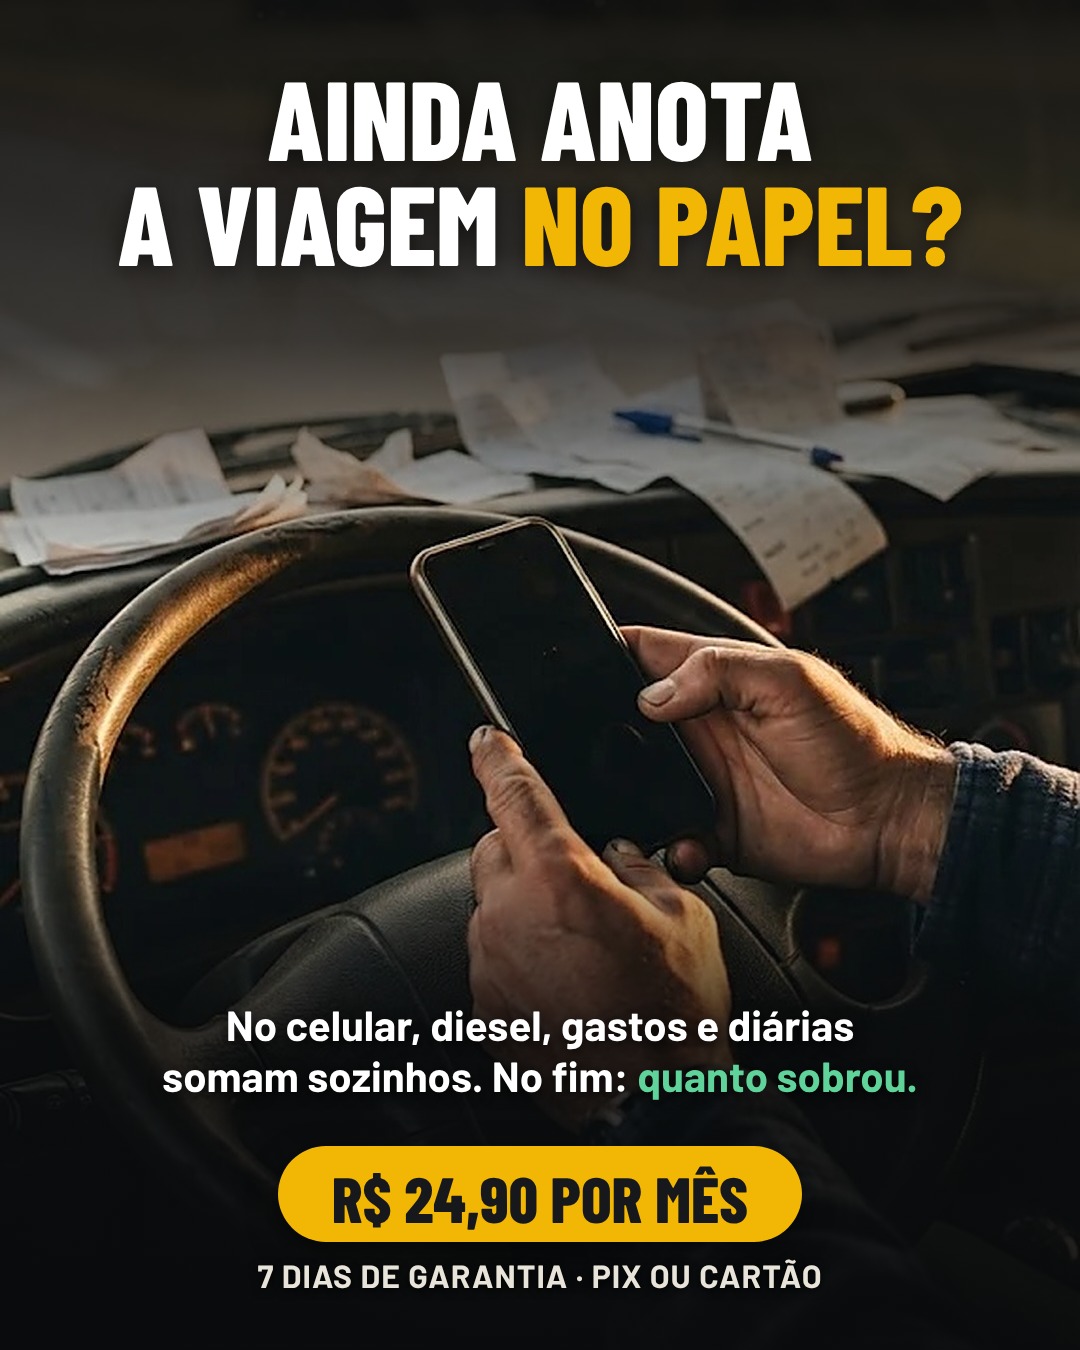 AINDA ANOTA
A VIAGEM NO PAPEL?
No celular, diesel, gastos e diárias
somam sozinhos. No fim: quanto sobrou.
R$ 24,90 POR MÊS
7 DIAS DE GARANTIA · PIX OU CARTÃO